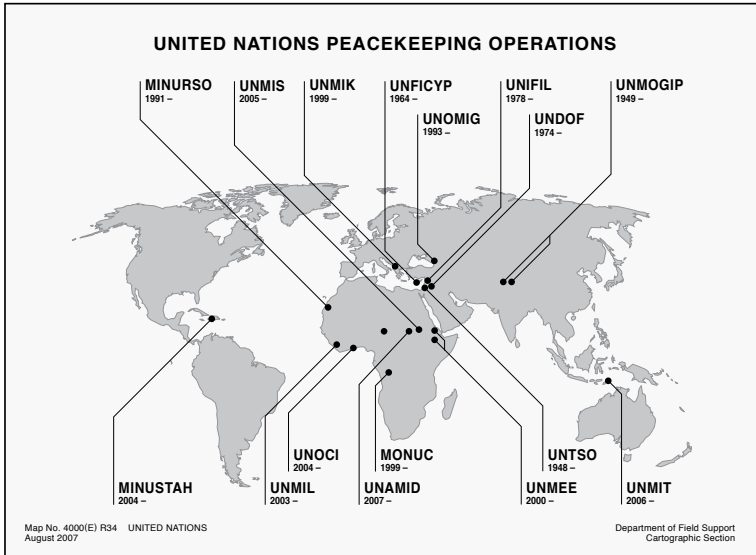 UNITED NATIONS PEACEKEEPING OPERATIONS
MINURSO
1991 –
UNMIS
2005 –
UNMIK
1999 –
UNFICYP
1964 –
UNIFIL
1978 –
UNMOGIP
1949 –
UNOMIG
1993 –
UNDOF
1974 –
UNOCI
2004 –
MONUC
1999 –
UNTSO
1948 –
MINUSTAH
2004 –
UNMIL
2003 –
UNAMID
2007 –
UNMEE
2000 –
UNMIT
2006 –
Map No. 4000(E) R34 UNITED NATIONS
August 2007
Department of Field Support
Cartographic Section